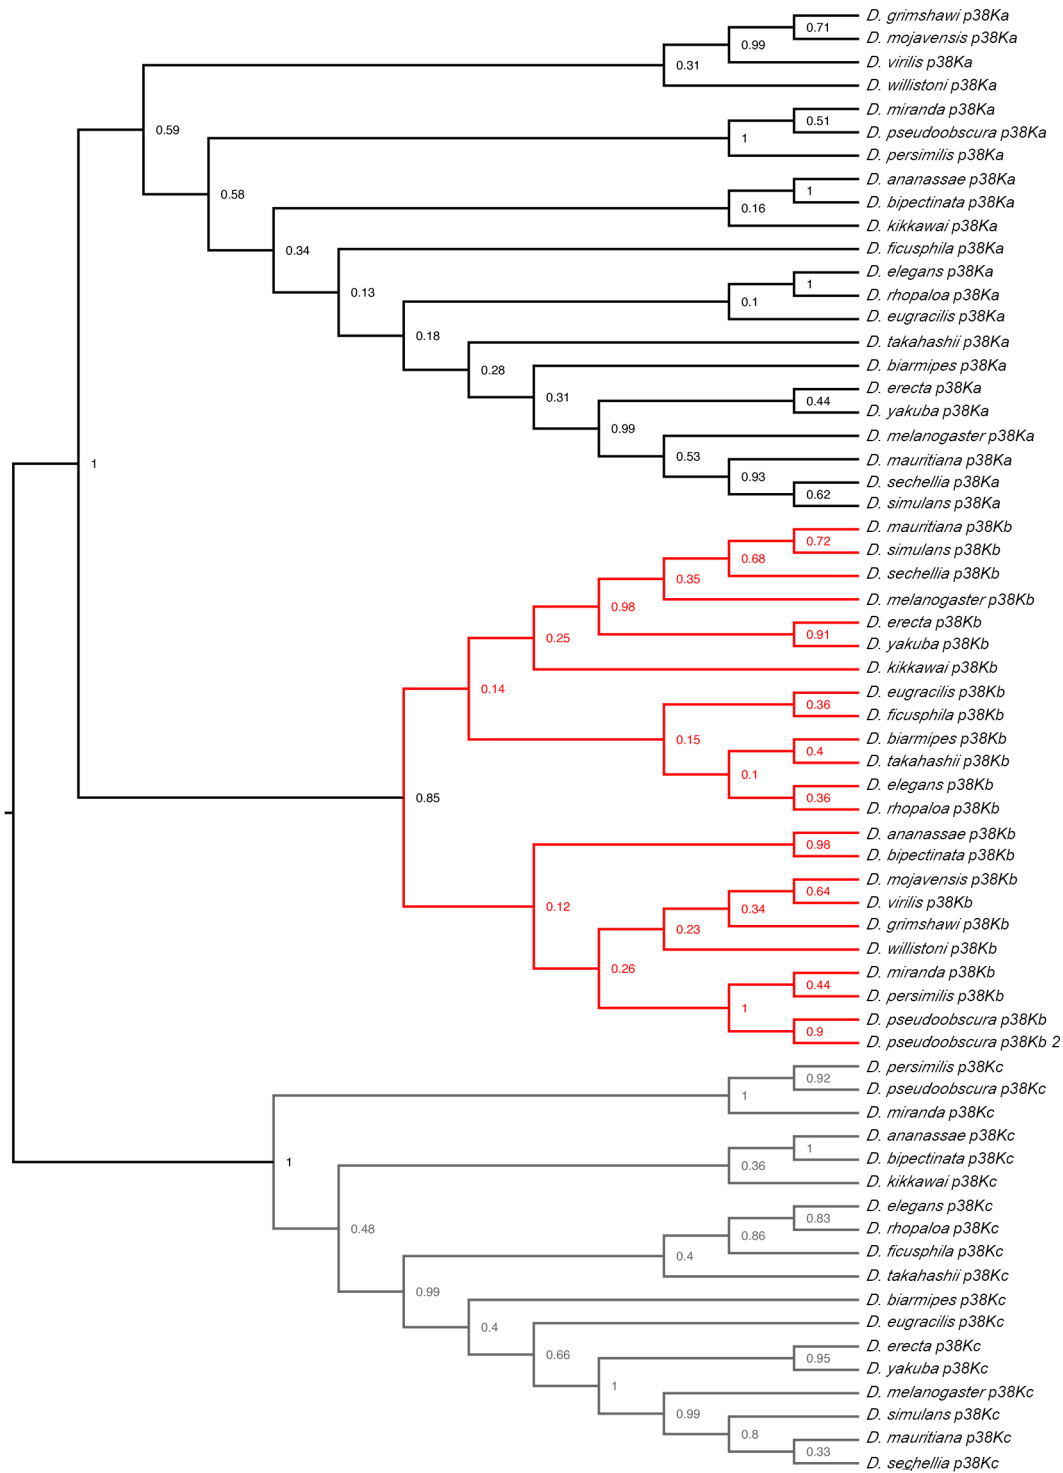 D. grimshawi p38Ka
0.71
D. mojavensis p38Ka
0.99
D. virilis p38Ka
0.31
D. willistoni p38Ka
D. miranda p38Ka
0.51
0.59
D. pseudoobscura p38Ka
1
D. persimilis p38Ka
D. ananassae p38Ka
1
0.58
D. bipectinata p38Ka
0.16
D. kikkawai p38Ka
0.34
D. ficusphila p38Ka
D. elegans p38Ka
1
0.13
D. rhopaloa p38Ka
0.1
D. eugracilis p38Ka
0.18
D. takahashii p38Ka
0.28
D. biarmipes p38Ka
D. erecta p38Ka
0.31
0.44
D. yakuba p38Ka
0.99
D. melanogaster p38Ka
0.53
D. mauritiana p38Ka
1
0.93
D. sechellia p38Ka
0.62
D. simulans p38Ka
D. mauritiana p38Kb
0.72
D. simulans p38Kb
0.68
D. sechellia p38Kb
0.35
D. melanogaster p38Kb
0.98
D. erecta p38Kb
0.91
0.25
D. yakuba p38Kb
D. kikkawai p38Kb
0.14
D. eugracilis p38Kb
0.36
D. ficusphila p38Kb
0.15
D. biarmipes p38Kb
0.4
D. takahashii p38Kb
0.1
D. elegans p38Kb
0.85
0.36
D. rhopaloa p38Kb
D. ananassae p38Kb
0.98
D. bipectinata p38Kb
D. mojavensis p38Kb
0.64
D. virilis p38Kb
0.12
0.34
D. grimshawi p38Kb
0.23
D. willistoni p38Kb
0.26
D. miranda p38Kb
0.44
D. persimilis p38Kb
1
D. pseudoobscura p38Kb
0.9
D. pseudoobscura p38Kb 2
D. persimilis p38Kc
0.92
D. pseudoobscura p38Kc
1
D. miranda p38Kc
D. ananassae p38Kc
1
D. bipectinata p38Kc
1
0.36
D. kikkawai p38Kc
D. elegans p38Kc
0.83
0.48
D. rhopaloa p38Kc
0.86
D. ficusphila p38Kc
0.4
D. takahashii p38Kc
0.99
D. biarmipes p38Kc
0.4
D. eugracilis p38Kc
D. erecta p38Kc
0.66
0.95
D. yakuba p38Kc
1
D. melanogaster p38Kc
0.99
D. simulans p38Kc
0.8
D. mauritiana p38Kc
0.33
D. sechellia p38Kc